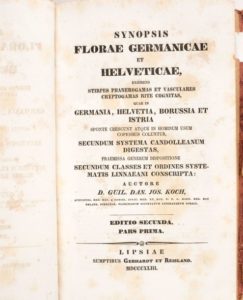 SYNOPSIS
FLORAE GERMANICAE
ET
HELVETICAE,
EXHIBENS
STIRPES PHANEROGAMAS ET VASCULARES
CRYPTOGAMAS RITE COGNITAS,
QUAE IN
GERMANIA, HELVETIA, BORUSSIA ET
ISTRIA
SPONTE CRESCUNT ATQUE IN HOMINUM USUM
COPIOSIUS COLUNTUR,
SECUNDUM SYSTEMA CANDOLLEANUM
DIGESTAS,
PRAEMISSA GENERUM DISPOSITIONE
SECUNDUM CLASSES ET ORDINES SYSTE-
MATIS LINNAEANI CONSCRIPTA:
AUCTORE
D. GUIL. DAN. JOS. KOCH,
EDITIO SECUNDA.
PARS PRIMA.
LIPSIAE
SUMPTIBUS GEBHARDT ET REISLAND.
MDCCCXLIII.